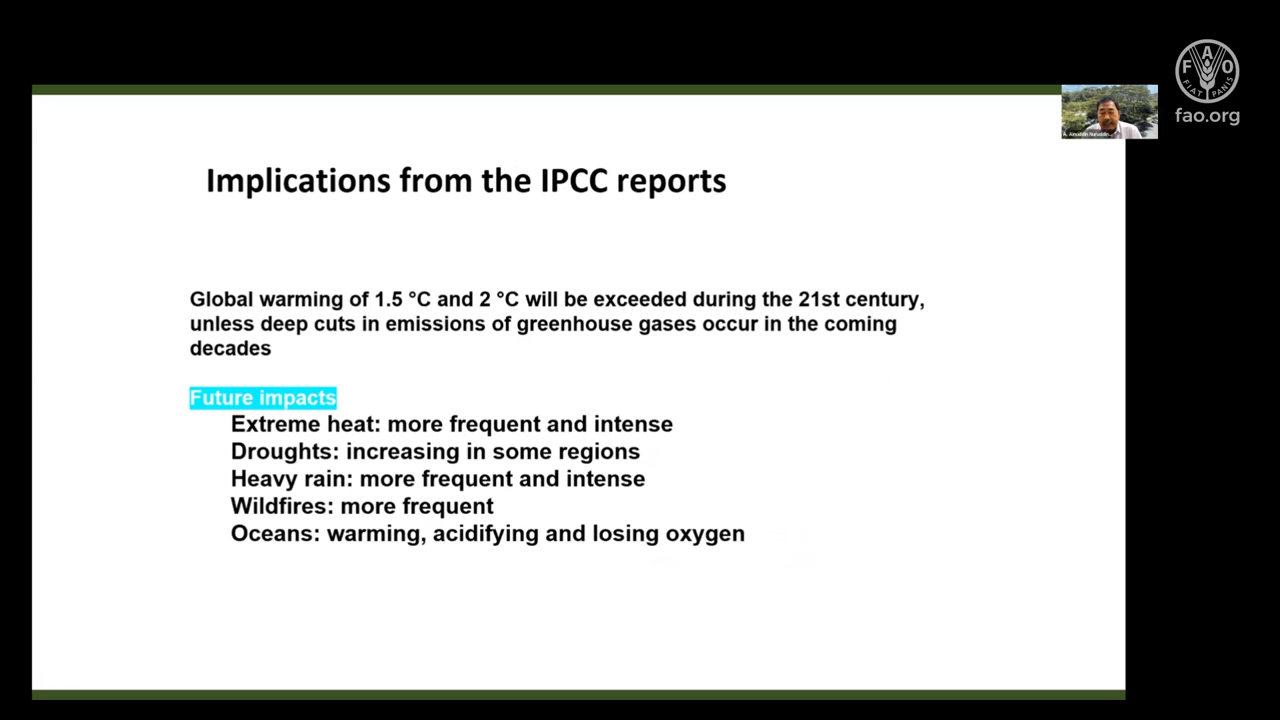 FAO
FIAT PANIS
fao.org
Implications from the IPCC reports
Global warming of 1.5 °C and 2 °C will be exceeded during the 21st century,
unless deep cuts in emissions of greenhouse gases occur in the coming
decades
Future impacts
Extreme heat: more frequent and intense
Droughts: increasing in some regions
Heavy rain: more frequent and intense
Wildfires: more frequent
Oceans: warming, acidifying and losing oxygen